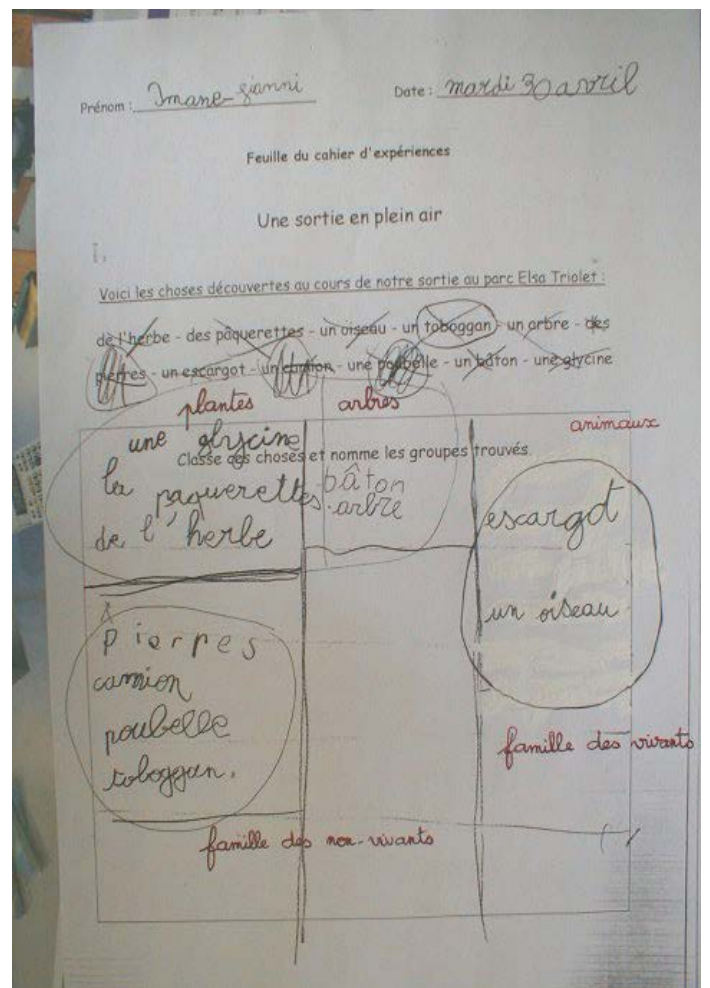 Prénom : Imane-gianni Date : mardi 30 avril
Feuille du cahier d'expériences
Une sortie en plein air
I.
Voici les choses découvertes au cours de notre sortie au parc Elsa Triolet :
de l'herbe - des pâquerettes - un oiseau - un toboggan - un arbre - des
pierres - un escargot - un camion - une poubelle - un bâton - une glycine
plantes arbres animaux
une glycine
Classe ces choses et nomme les groupes trouvés.
la paquerettes bâton
de l'herbe arbre escargot
un oiseau
pierres
camion
poubelle
toboggan.
famille des vivants
famille des non-vivants